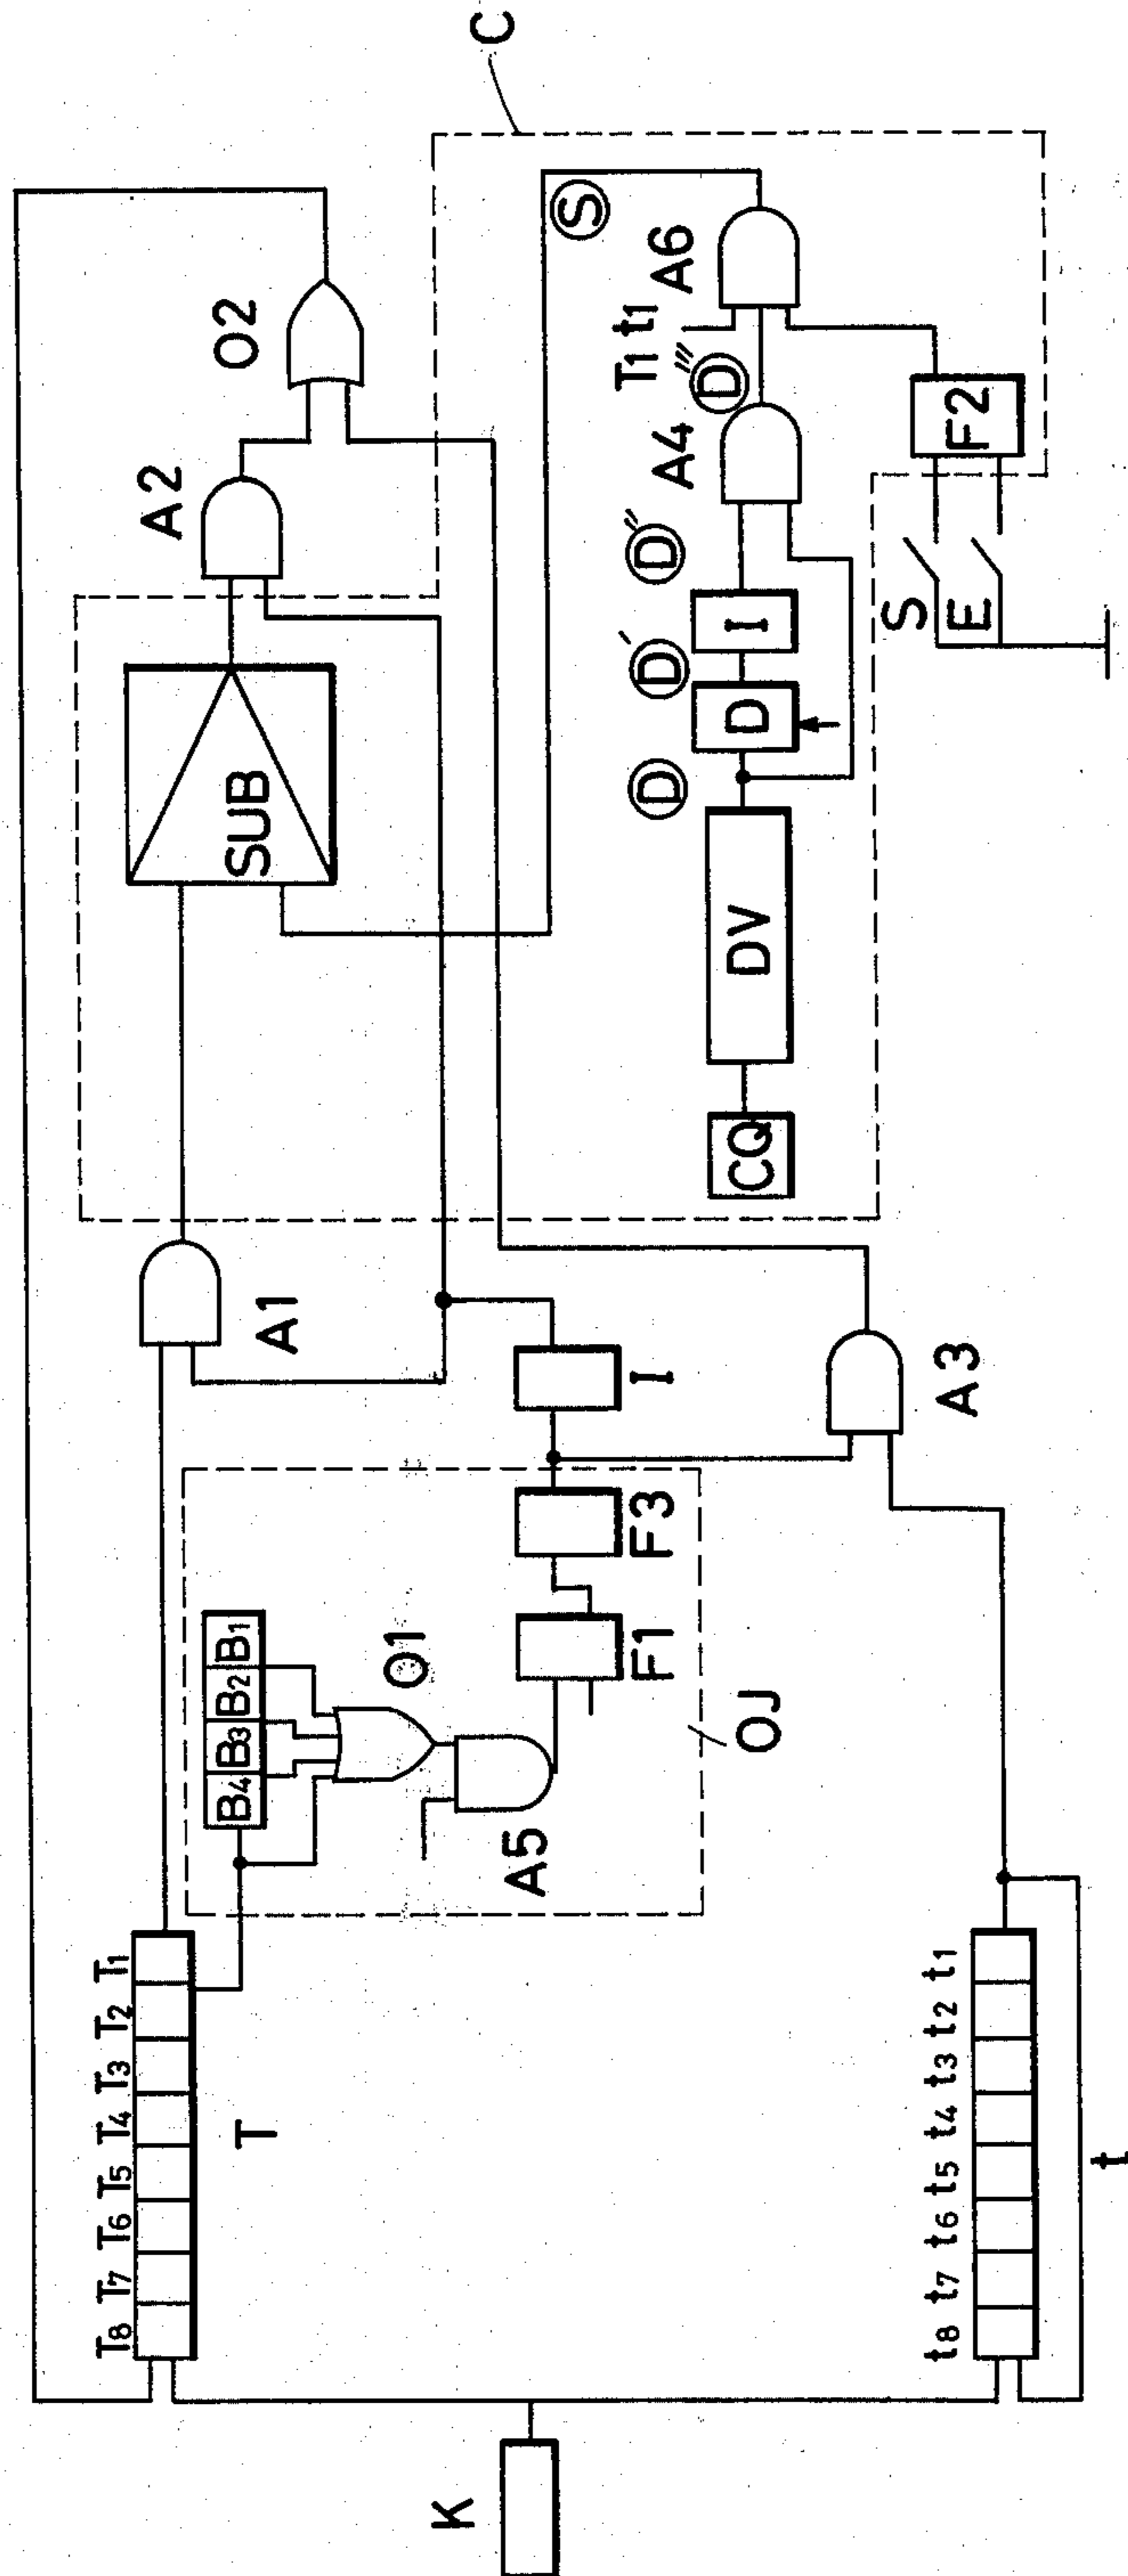 K
T8 T7 T6 T5 T4 T3 T2 T1
T
B4 B3 B2 B1
O1
A5
F1
F3
OJ
I
A1
SUB
A2
O2
C
S
CQ
DV
D
D
D'
I
D''
A4
D'''
T1 t1
A6
S
E
F2
A3
t8 t7 t6 t5 t4 t3 t2 t1
t